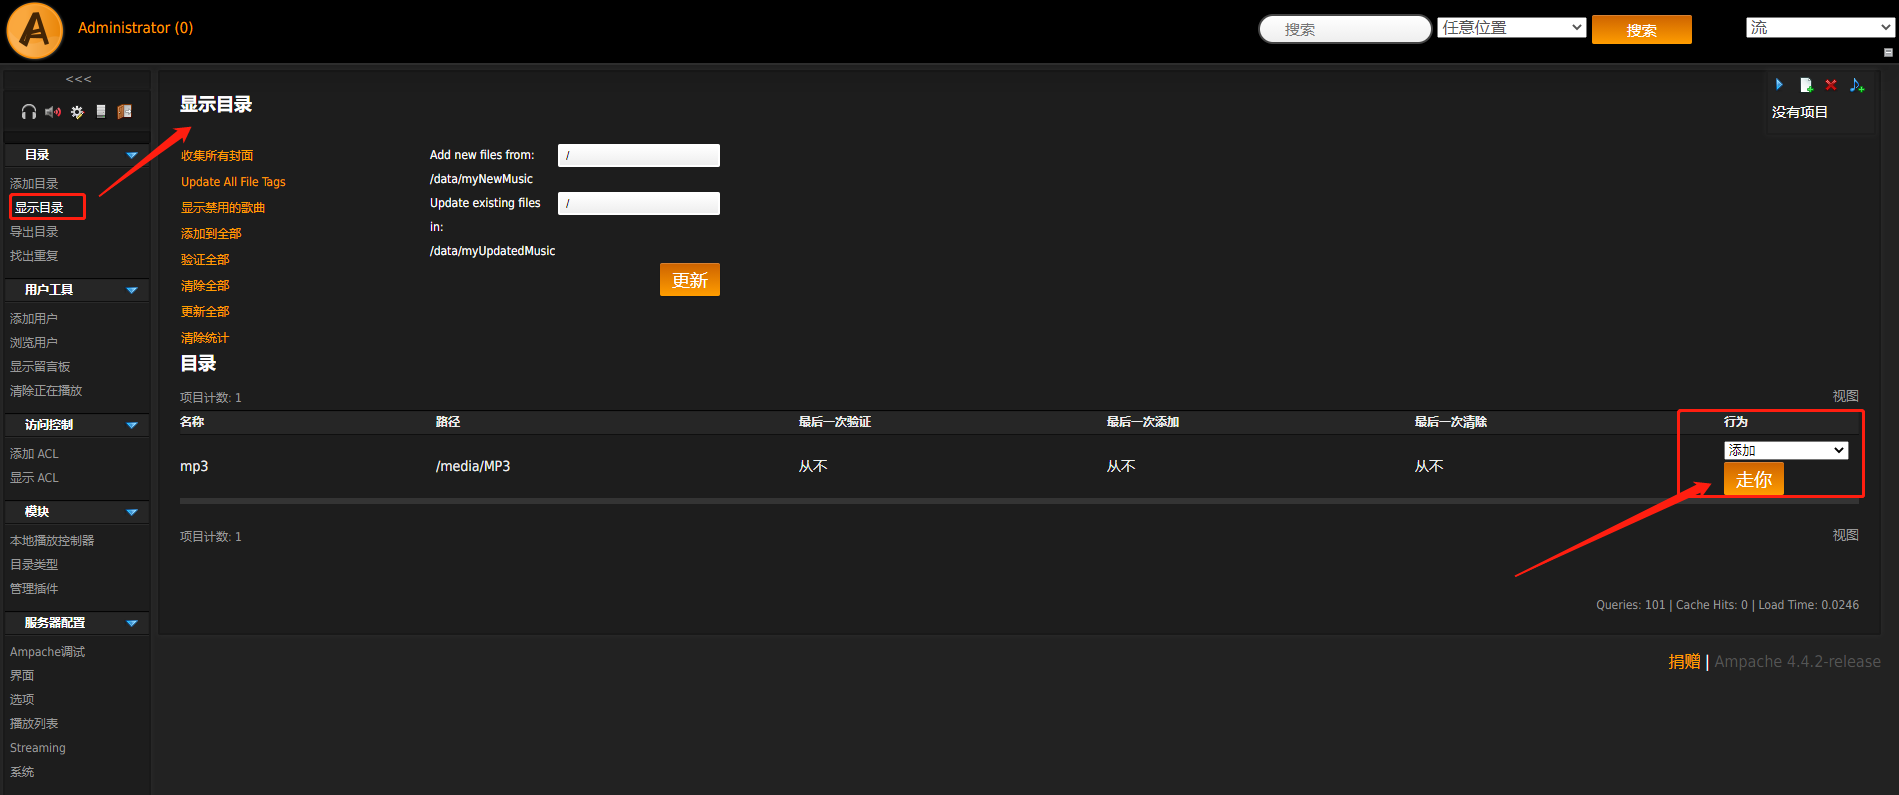 Administrator (0)
搜索
任意位置
搜索
流
<<<
目录
添加目录
显示目录
导出目录
找出重复
用户工具
添加用户
浏览用户
显示留言板
清除正在播放
访问控制
添加 ACL
显示 ACL
模块
本地播放控制器
目录类型
管理插件
服务器配置
Ampache调试
界面
选项
播放列表
Streaming
系统
显示目录
收集所有封面
Update All File Tags
显示禁用的歌曲
添加到全部
验证全部
清除全部
更新全部
清除统计
Add new files from:
/
/data/myNewMusic
Update existing files
/
in:
/data/myUpdatedMusic
更新
没有项目
目录
项目计数: 1
视图
名称 路径 最后一次验证 最后一次添加 最后一次清除 行为
mp3 /media/MP3 从不 从不 从不 添加
走你
项目计数: 1
视图
Queries: 101 | Cache Hits: 0 | Load Time: 0.0246
捐赠 | Ampache 4.4.2-release